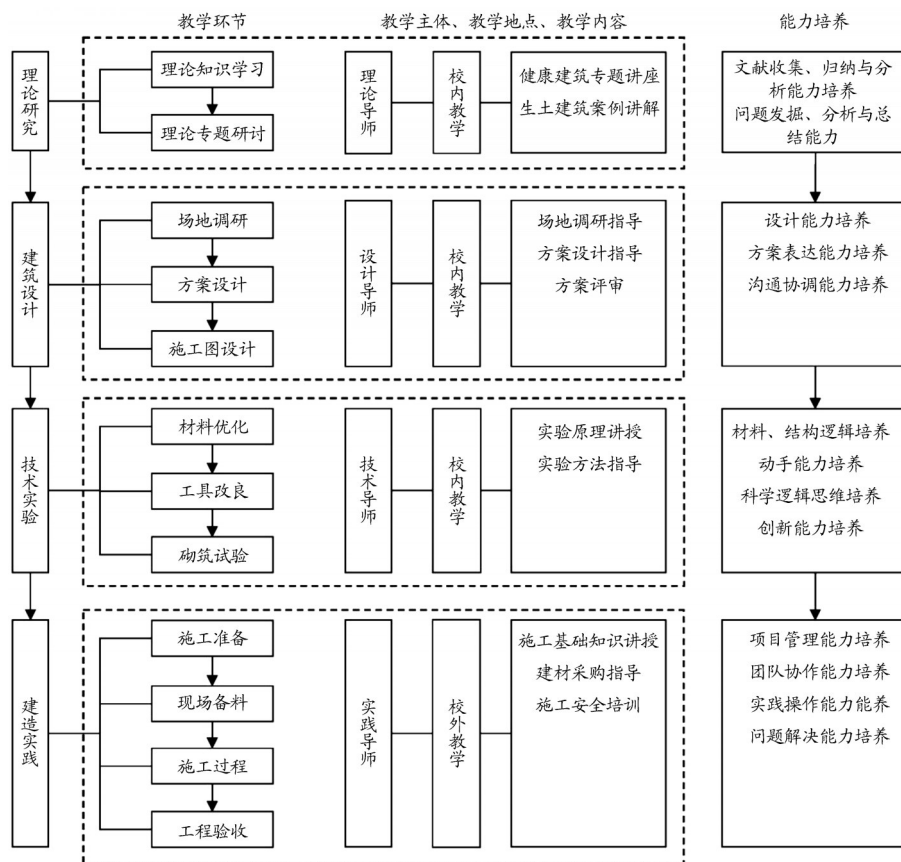 教学环节
教学主体、教学地点、教学内容
能力培养
理论研究
理论知识学习
理论专题研讨
理论导师
校内教学
健康建筑专题讲座
生土建筑案例讲解
文献收集、归纳与分
析能力培养
问题发掘、分析与总
结能力
建筑设计
场地调研
方案设计
施工图设计
设计导师
校内教学
场地调研指导
方案设计指导
方案评审
设计能力培养
方案表达能力培养
沟通协调能力培养
技术实验
材料优化
工具改良
砌筑试验
技术导师
校内教学
实验原理讲授
实验方法指导
材料、结构逻辑培养
动手能力培养
科学逻辑思维培养
创新能力培养
建造实践
施工准备
现场备料
施工过程
工程验收
实践导师
校外教学
施工基础知识讲授
建材采购指导
施工安全培训
项目管理能力培养
团队协作能力培养
实践操作能力能养
问题解决能力培养